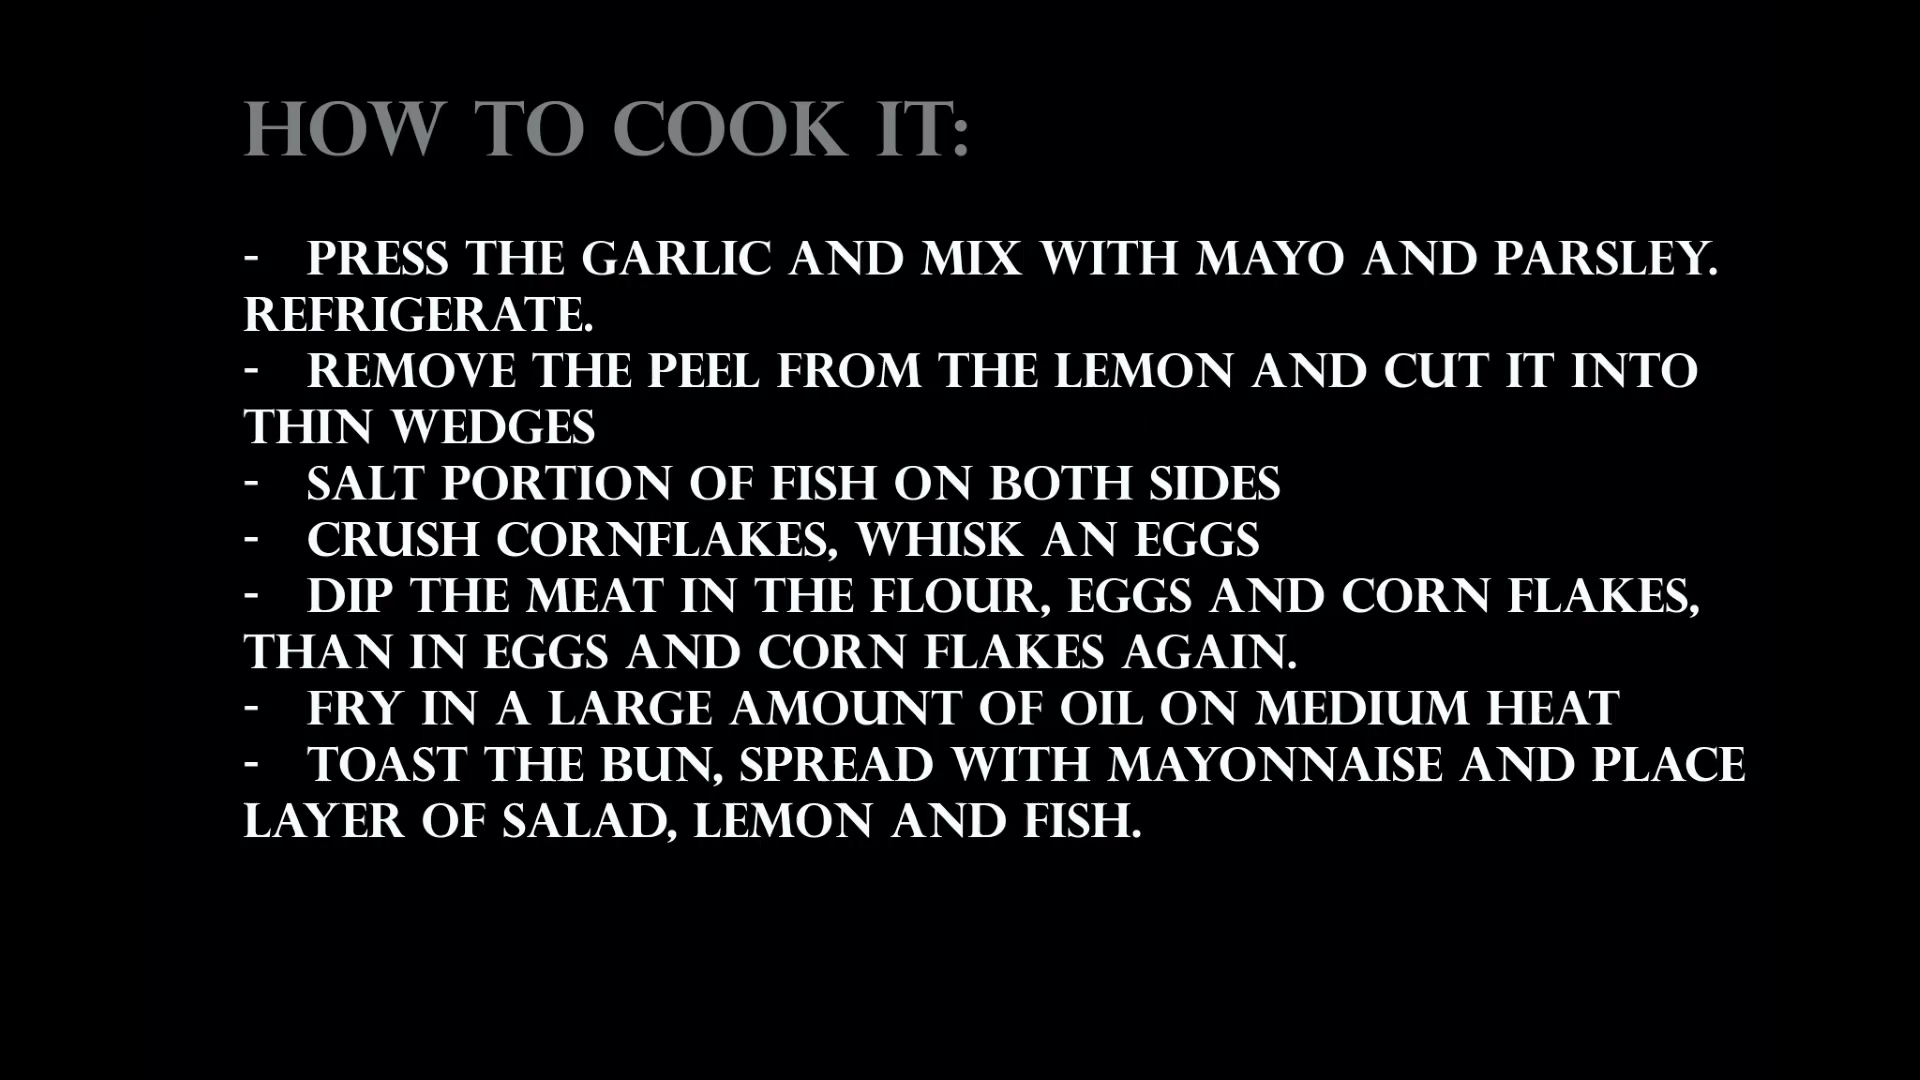 HOW TO COOK IT:
- PRESS THE GARLIC AND MIX WITH MAYO AND PARSLEY.
REFRIGERATE.
- REMOVE THE PEEL FROM THE LEMON AND CUT IT INTO
THIN WEDGES
- SALT PORTION OF FISH ON BOTH SIDES
- CRUSH CORNFLAKES, WHISK AN EGGS
- DIP THE MEAT IN THE FLOUR, EGGS AND CORN FLAKES,
THAN IN EGGS AND CORN FLAKES AGAIN.
- FRY IN A LARGE AMOUNT OF OIL ON MEDIUM HEAT
- TOAST THE BUN, SPREAD WITH MAYONNAISE AND PLACE
LAYER OF SALAD, LEMON AND FISH.